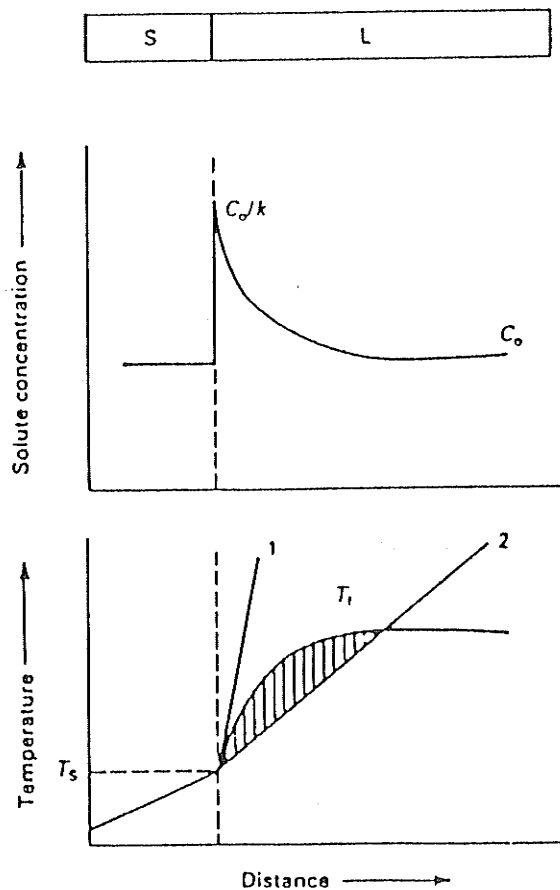 S L
Solute concentration
C₀/k
C₀
Temperature
1 2
Tₗ
Tₛ
Distance